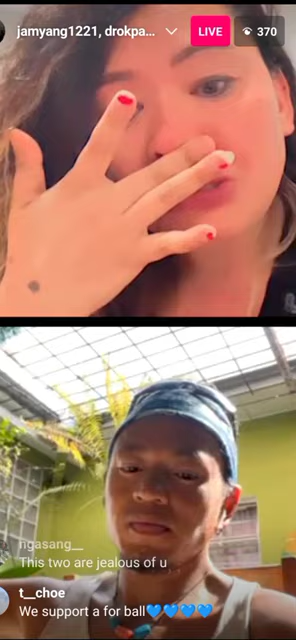 jamyang1221, drokpa... LIVE 370
ngasang__
This two are jealous of u
t__choe
We support a for ball💙💙💙💙